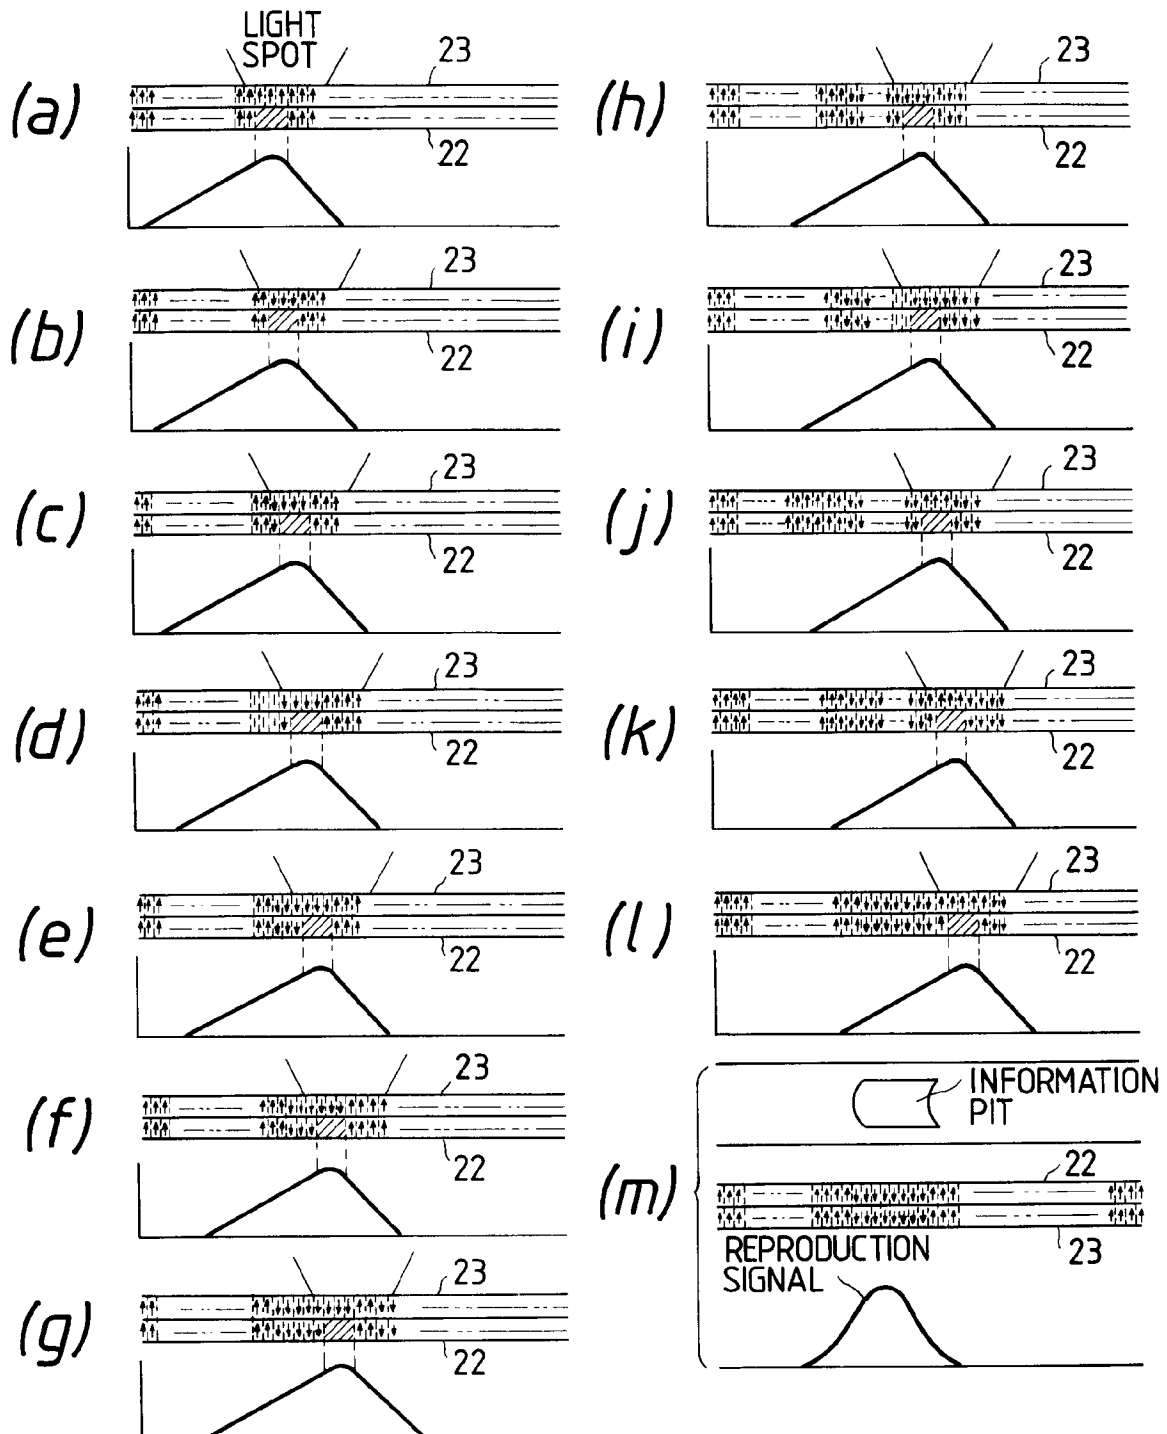 LIGHT
SPOT
(a)
23
22
(b)
23
22
(c)
23
22
(d)
23
22
(e)
23
22
(f)
23
22
(g)
23
22
(h)
23
22
(i)
23
22
(j)
23
22
(k)
23
22
(l)
23
22
(m)
INFORMATION
PIT
22
23
REPRODUCTION
SIGNAL